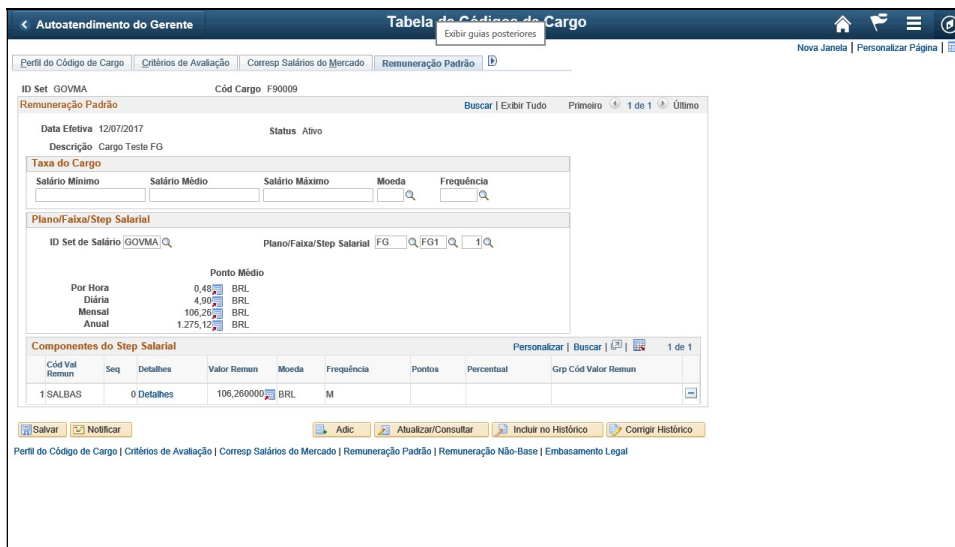 Autoatendimento do Gerente
Tabela de Códigos de Cargo
Exibir guias posteriores
Nova Janela | Personalizar Página |
Perfil do Código de Cargo Critérios de Avaliação Corresp Salários do Mercado Remuneração Padrão
ID Set GOVMA Cód Cargo F90009
Remuneração Padrão Buscar | Exibir Tudo Primeiro 1 de 1 Último
Data Efetiva 12/07/2017 Status Ativo
Descrição Cargo Teste FG
Taxa do Cargo
Salário Mínimo Salário Médio Salário Máximo Moeda Frequência
Plano/Faixa/Step Salarial
ID Set de Salário GOVMA Plano/Faixa/Step Salarial FG FG1 1
Ponto Médio
Por Hora 0,48 BRL
Diária 4,90 BRL
Mensal 106,26 BRL
Anual 1.275,12 BRL
Componentes do Step Salarial Personalizar | Buscar | | 1 de 1
Cód Val Remun Seq Detalhes Valor Remun Moeda Frequência Pontos Percentual Grp Cód Valor Remun
1 SALBAS 0 Detalhes 106,260000 BRL M
Salvar Notificar Adic Atualizar/Consultar Incluir no Histórico Corrigir Histórico
Perfil do Código de Cargo | Critérios de Avaliação | Corresp Salários do Mercado | Remuneração Padrão | Remuneração Não-Base | Embasamento Legal